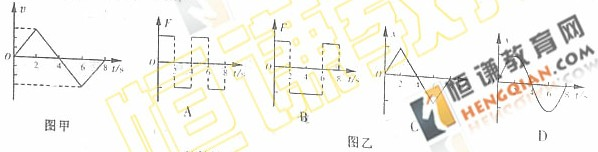 v
O 2 4 6 8 t/s
图甲
F
O 2 6 8 t/s
A
F
O t/s
B
图乙
O 2 4 t/s
C
O 4 6 8 t/s
D
恒谦教育网
HENGQIAN.COM